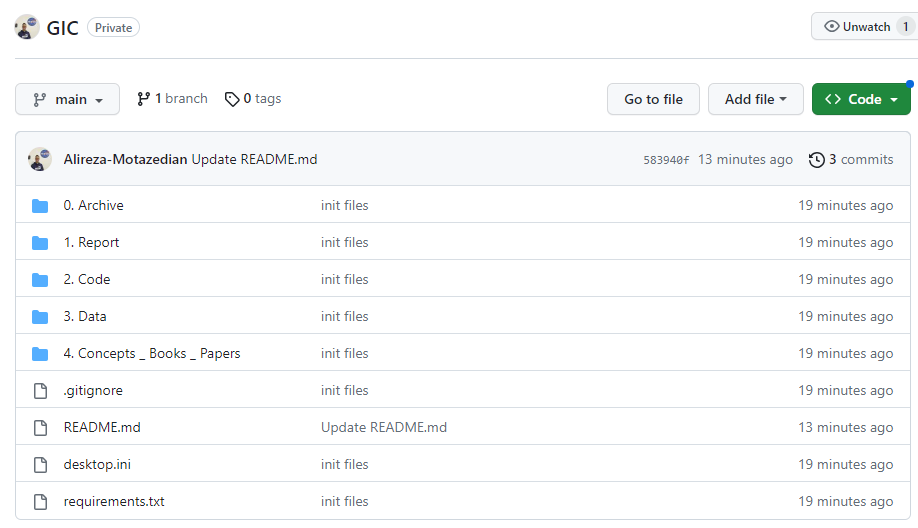 GIC Private Unwatch 1
main 1 branch 0 tags Go to file Add file <> Code
Alireza-Motazedian Update README.md 583940f 13 minutes ago 3 commits
0. Archive init files 19 minutes ago
1. Report init files 19 minutes ago
2. Code init files 19 minutes ago
3. Data init files 19 minutes ago
4. Concepts _ Books _ Papers init files 19 minutes ago
.gitignore init files 19 minutes ago
README.md Update README.md 13 minutes ago
desktop.ini init files 19 minutes ago
requirements.txt init files 19 minutes ago